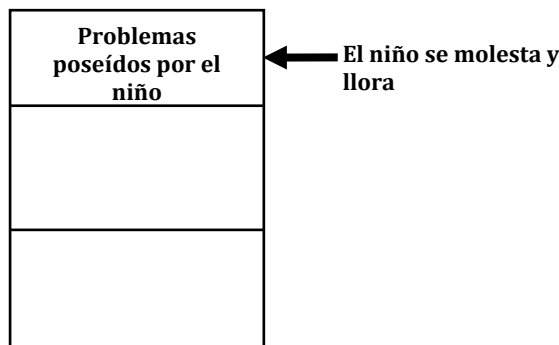 Problemas
poseídos por el
niño
El niño se molesta y
llora